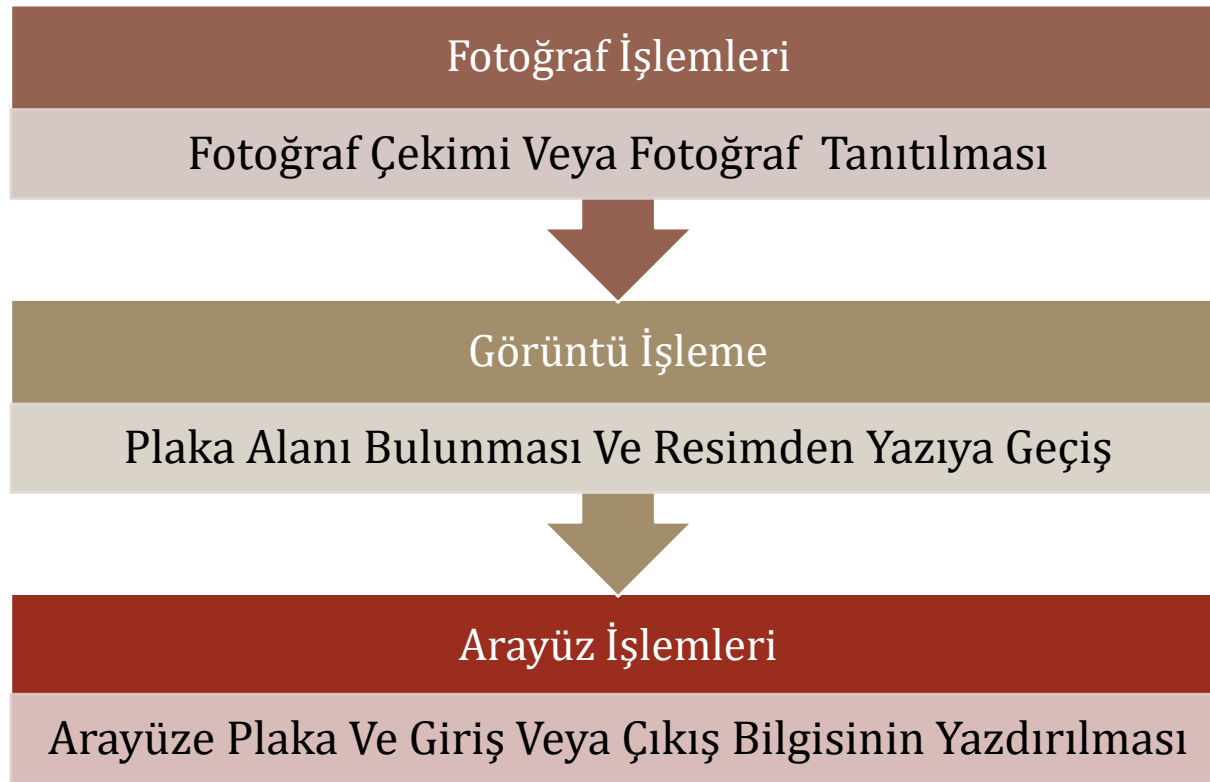 Fotoğraf İşlemleri
Fotoğraf Çekimi Veya Fotoğraf Tanıtılması
Görüntü İşleme
Plaka Alanı Bulunması Ve Resimden Yazıya Geçiş
Arayüz İşlemleri
Arayüze Plaka Ve Giriş Veya Çıkış Bilgisinin Yazdırılması